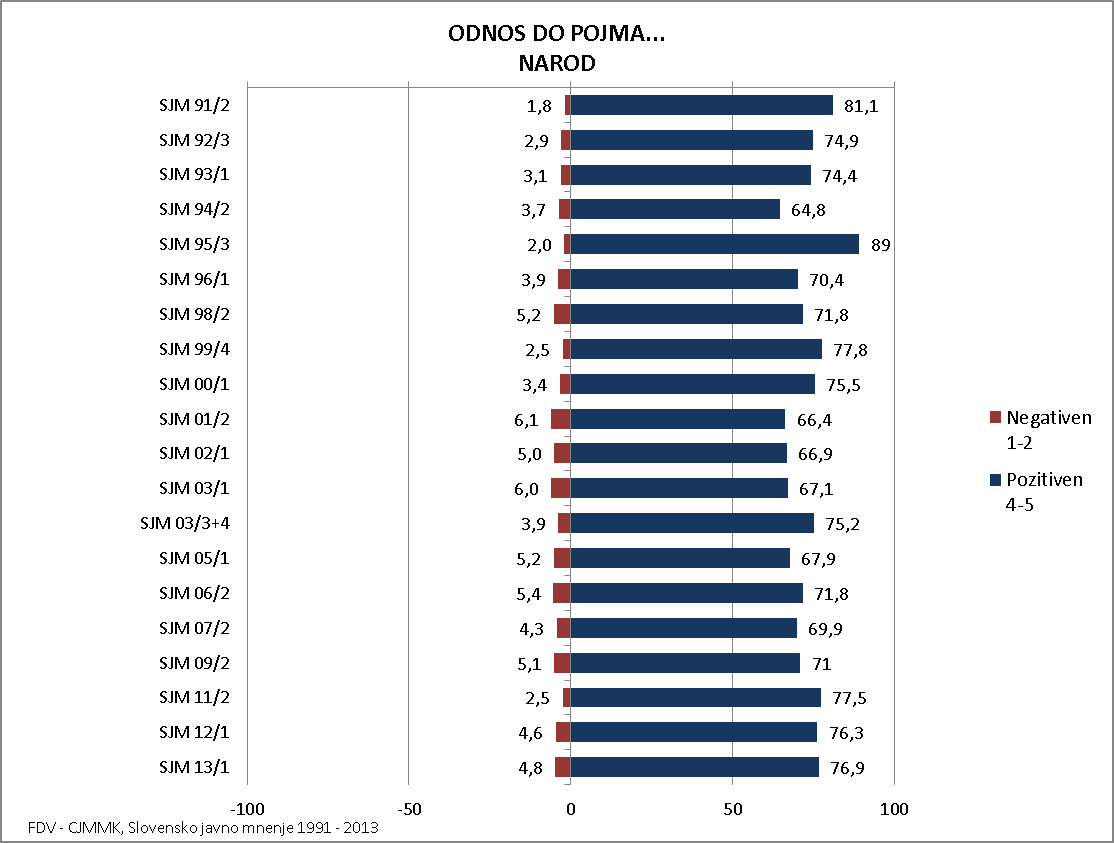 ODNOS DO POJMA...
NAROD
SJM 91/2 1,8 81,1
SJM 92/3 2,9 74,9
SJM 93/1 3,1 74,4
SJM 94/2 3,7 64,8
SJM 95/3 2,0 89
SJM 96/1 3,9 70,4
SJM 98/2 5,2 71,8
SJM 99/4 2,5 77,8
SJM 00/1 3,4 75,5
SJM 01/2 6,1 66,4
SJM 02/1 5,0 66,9
SJM 03/1 6,0 67,1
SJM 03/3+4 3,9 75,2
SJM 05/1 5,2 67,9
SJM 06/2 5,4 71,8
SJM 07/2 4,3 69,9
SJM 09/2 5,1 71
SJM 11/2 2,5 77,5
SJM 12/1 4,6 76,3
SJM 13/1 4,8 76,9
-100 -50 0 50 100
Negativen
1-2
Pozitiven
4-5
FDV - CJMMK, Slovensko javno mnenje 1991 - 2013